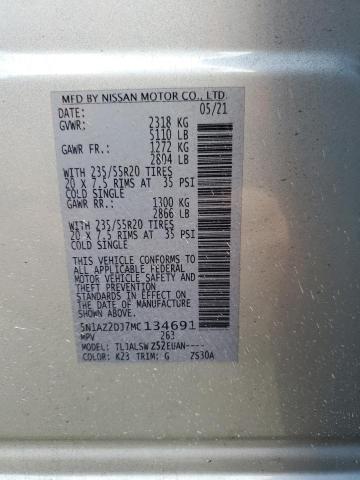 MFD BY NISSAN MOTOR CO., LTD.
DATE: 05/21
GVWR: 2318 KG
5110 LB
GAWR FR.: 1272 KG
2804 LB
WITH 235/55R20 TIRES
20 X 7.5 RIMS AT 35 PSI
COLD SINGLE
GAWR RR.: 1300 KG
2866 LB
WITH 235/55R20 TIRES
20 X 7.5 RIMS AT 35 PSI
COLD SINGLE
THIS VEHICLE CONFORMS TO
ALL APPLICABLE FEDERAL
MOTOR VEHICLE SAFETY AND
THEFT PREVENTION
STANDARDS IN EFFECT ON
THE DATE OF MANUFACTURE
SHOWN ABOVE.
5N1AZ2DJ7MC134691
MPV 263
TYPE: TLJALSWZ52EUAN----
COLOR: K23 TRIM: G ZS30A